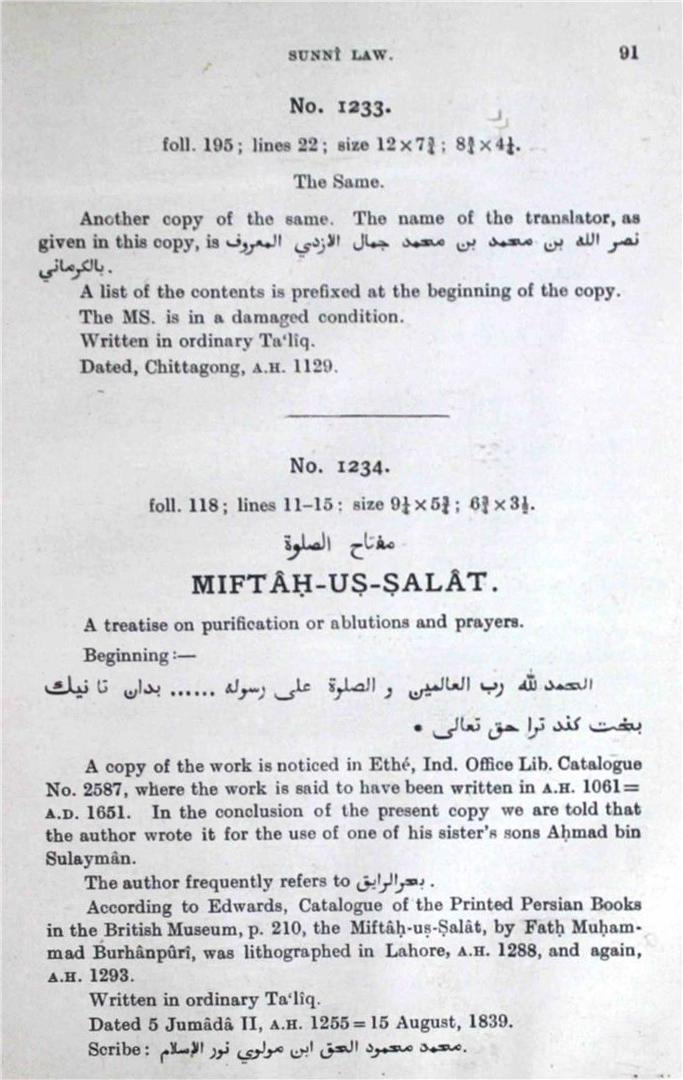 SUNNÎ LAW. 91
No. 1233.
foll. 195; lines 22; size 12×7¾; 8¾×4½.
The Same.
Another copy of the same. The name of the translator, as
given in this copy, is نصر الله بن محمد بن محمد جمال الازدي المعروف
بالكرماني.
A list of the contents is prefixed at the beginning of the copy.
The MS. is in a damaged condition.
Written in ordinary Ta‘lîq.
Dated, Chittagong, A.H. 1129.
No. 1234.
foll. 118; lines 11–15; size 9½×5¾; 6¾×3½.
مفتاح الصلوة
MIFTÂḤ-UṢ-ṢALÂT.
A treatise on purification or ablutions and prayers.
Beginning:—
الحمد لله رب العالمين و الصلوة على رسوله ...... بدان تا نيك
بخت كند ترا حق تعالى •
A copy of the work is noticed in Ethé, Ind. Office Lib. Catalogue
No. 2587, where the work is said to have been written in A.H. 1061=
A.D. 1651. In the conclusion of the present copy we are told that
the author wrote it for the use of one of his sister's sons Aḥmad bin
Sulaymân.
The author frequently refers to بحرالرايق.
According to Edwards, Catalogue of the Printed Persian Books
in the British Museum, p. 210, the Miftâḥ-uṣ-Ṣalât, by Fatḥ Muḥam-
mad Burhânpûrî, was lithographed in Lahore, A.H. 1288, and again,
A.H. 1293.
Written in ordinary Ta‘lîq.
Dated 5 Jumâdâ II, A.H. 1255=15 August, 1839.
Scribe: محمد محمود الحق ابن مولوي نور الإسلام.